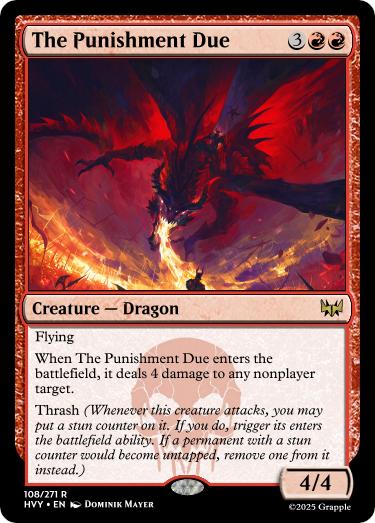 The Punishment Due 3
Creature — Dragon
Flying
When The Punishment Due enters the
battlefield, it deals 4 damage to any nonplayer
target.
Thrash (Whenever this creature attacks, you may
put a stun counter on it. If you do, trigger its enters
the battlefield ability. If a permanent with a stun
counter would become untapped, remove one from it
instead.)
4/4
108/271 R
HVY • EN Dominik Mayer
©2025 Grapple